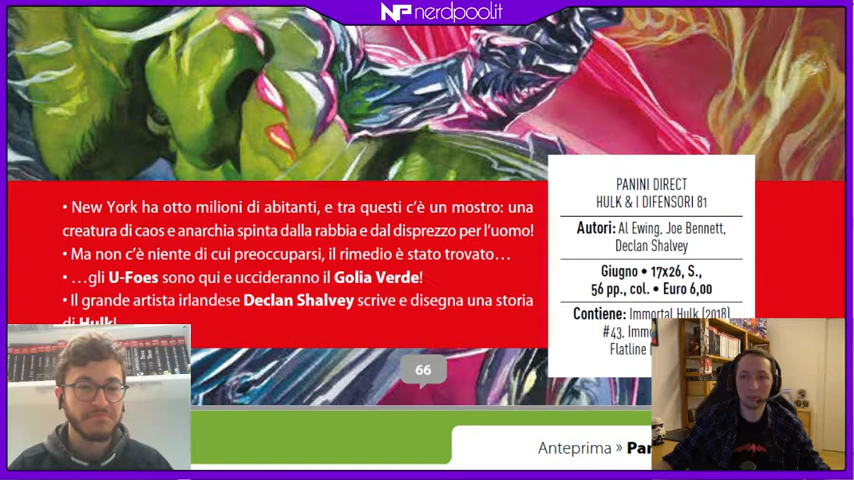 NP nerdpool.it
• New York ha otto milioni di abitanti, e tra questi c'è un mostro: una
creatura di caos e anarchia spinta dalla rabbia e dal disprezzo per l'uomo!
• Ma non c'è niente di cui preoccuparsi, il rimedio è stato trovato…
• …gli U-Foes sono qui e uccideranno il Golia Verde!
• Il grande artista irlandese Declan Shalvey scrive e disegna una storia
di Hulk!
PANINI DIRECT
HULK & I DIFENSORI 81
Autori: Al Ewing, Joe Bennett,
Declan Shalvey
Giugno • 17x26, S.,
56 pp., col. • Euro 6,00
Contiene: Immortal Hulk (2018)
#43,
Flatline
66
Anteprima »